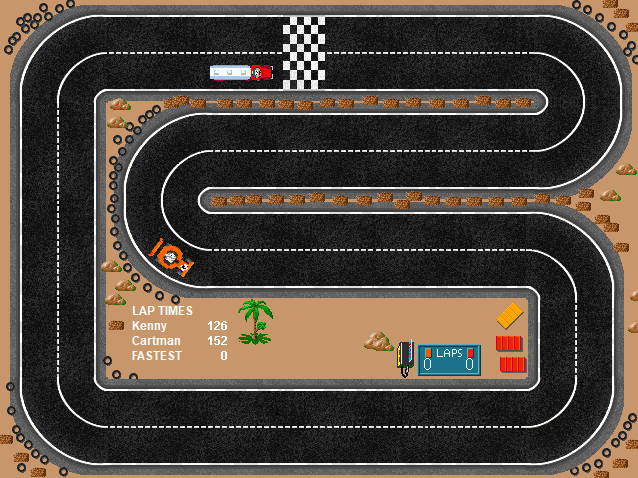 LAP TIMES
Kenny 126
Cartman 152
FASTEST 0
LAPS
0 0